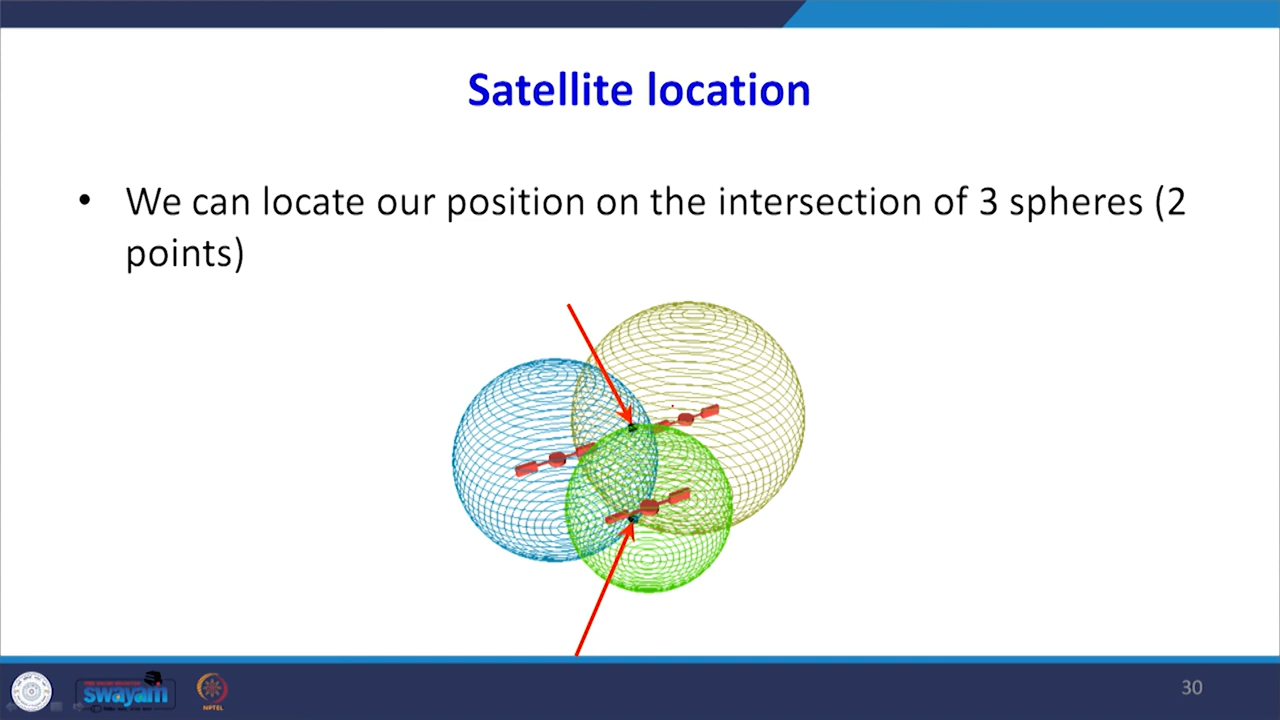 Satellite location
• We can locate our position on the intersection of 3 spheres (2
points)
swayam
NPTEL
30